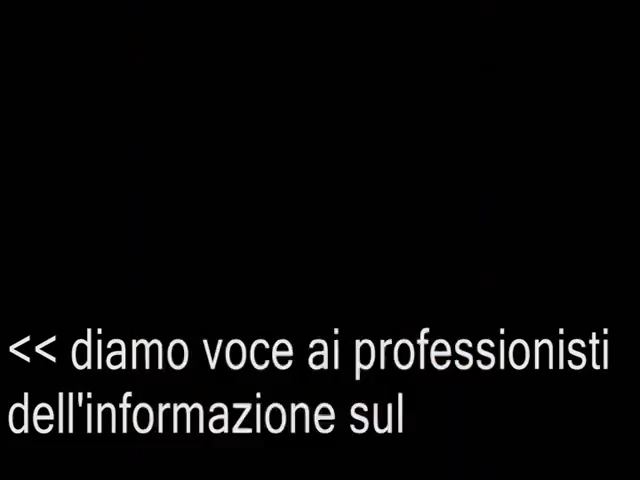 << diamo voce ai professionisti
dell'informazione sul